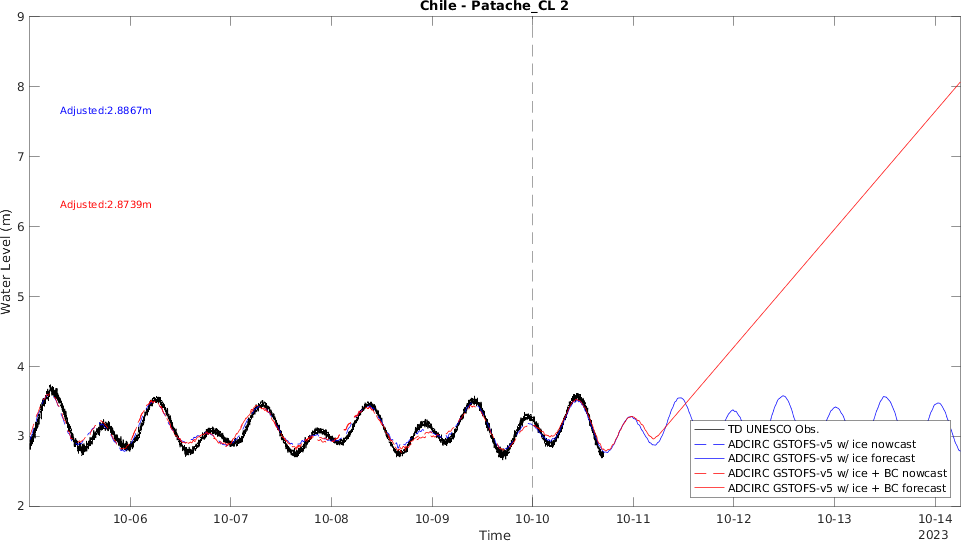 Chile - Patache_CL 2
9
8
7
6
5
4
3
2
Water Level (m)
Adjusted:2.8867m
Adjusted:2.8739m
TD UNESCO Obs.
ADCIRC GSTOFS-v5 w/ ice nowcast
ADCIRC GSTOFS-v5 w/ ice forecast
ADCIRC GSTOFS-v5 w/ ice + BC nowcast
ADCIRC GSTOFS-v5 w/ ice + BC forecast
10-06 10-07 10-08 10-09 10-10 10-11 10-12 10-13 10-14
Time
2023